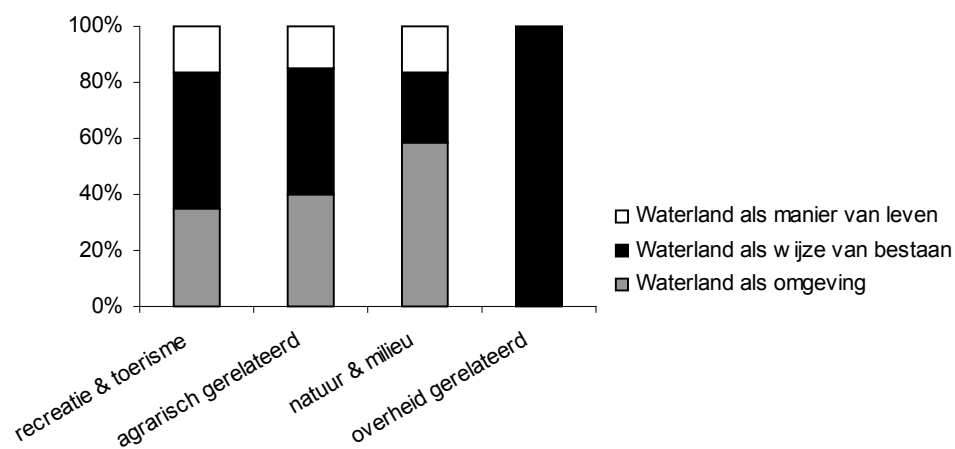 100%
80%
60%
40%
20%
0%
recreatie & toerisme
agrarisch gerelateerd
natuur & milieu
overheid gerelateerd
Waterland als manier van leven
Waterland als wijze van bestaan
Waterland als omgeving